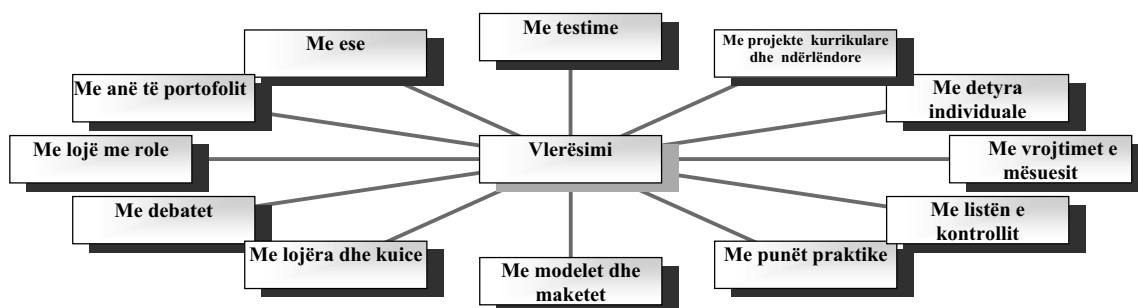 Me testime
Me ese
Me projekte kurrikulare
dhe ndërlëndore
Me anë të portofolit
Me detyra
individuale
Me lojë me role
Vlerësimi
Me vrojtimet e
mësuesit
Me debatet
Me listën e
kontrollit
Me lojëra dhe kuice
Me punët praktike
Me modelet dhe
maketet